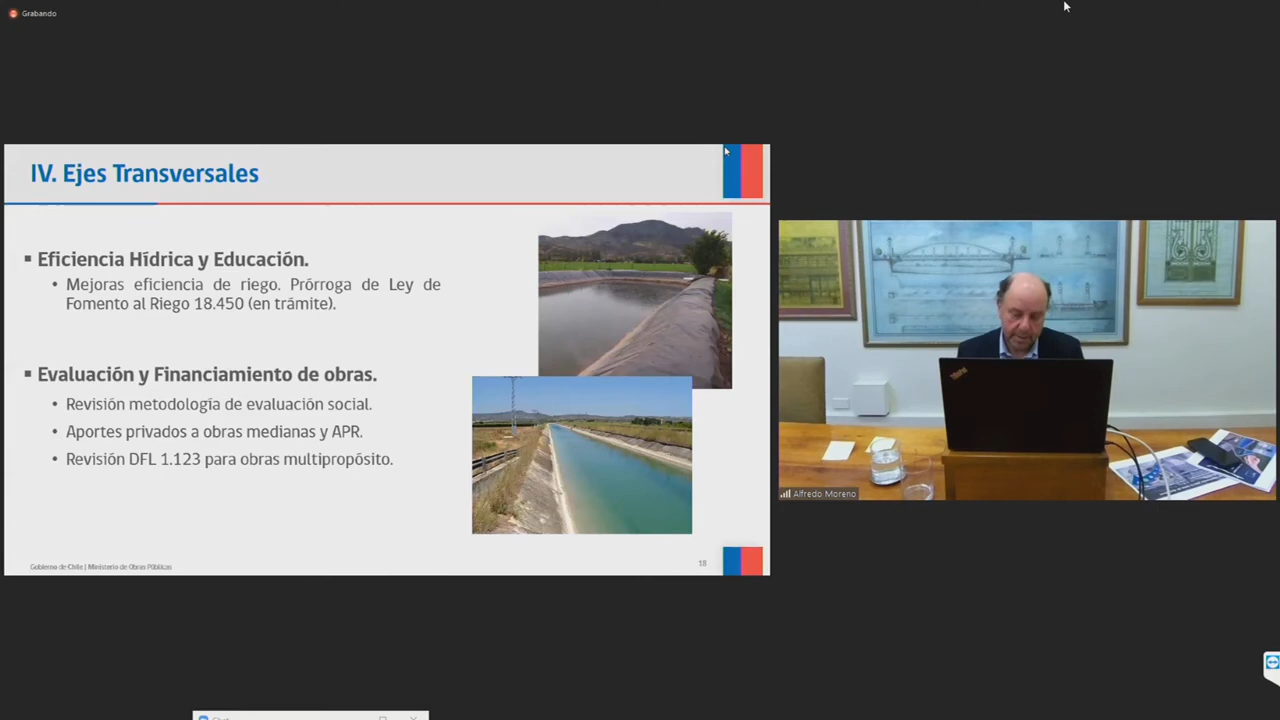 Grabando
IV. Ejes Transversales
▪ Eficiencia Hídrica y Educación.
• Mejoras eficiencia de riego. Prórroga de Ley de
Fomento al Riego 18.450 (en trámite).
▪ Evaluación y Financiamiento de obras.
• Revisión metodología de evaluación social.
• Aportes privados a obras medianas y APR.
• Revisión DFL 1.123 para obras multipropósito.
Gobierno de Chile | Ministerio de Obras Públicas
18
ThinkPad
Alfredo Moreno